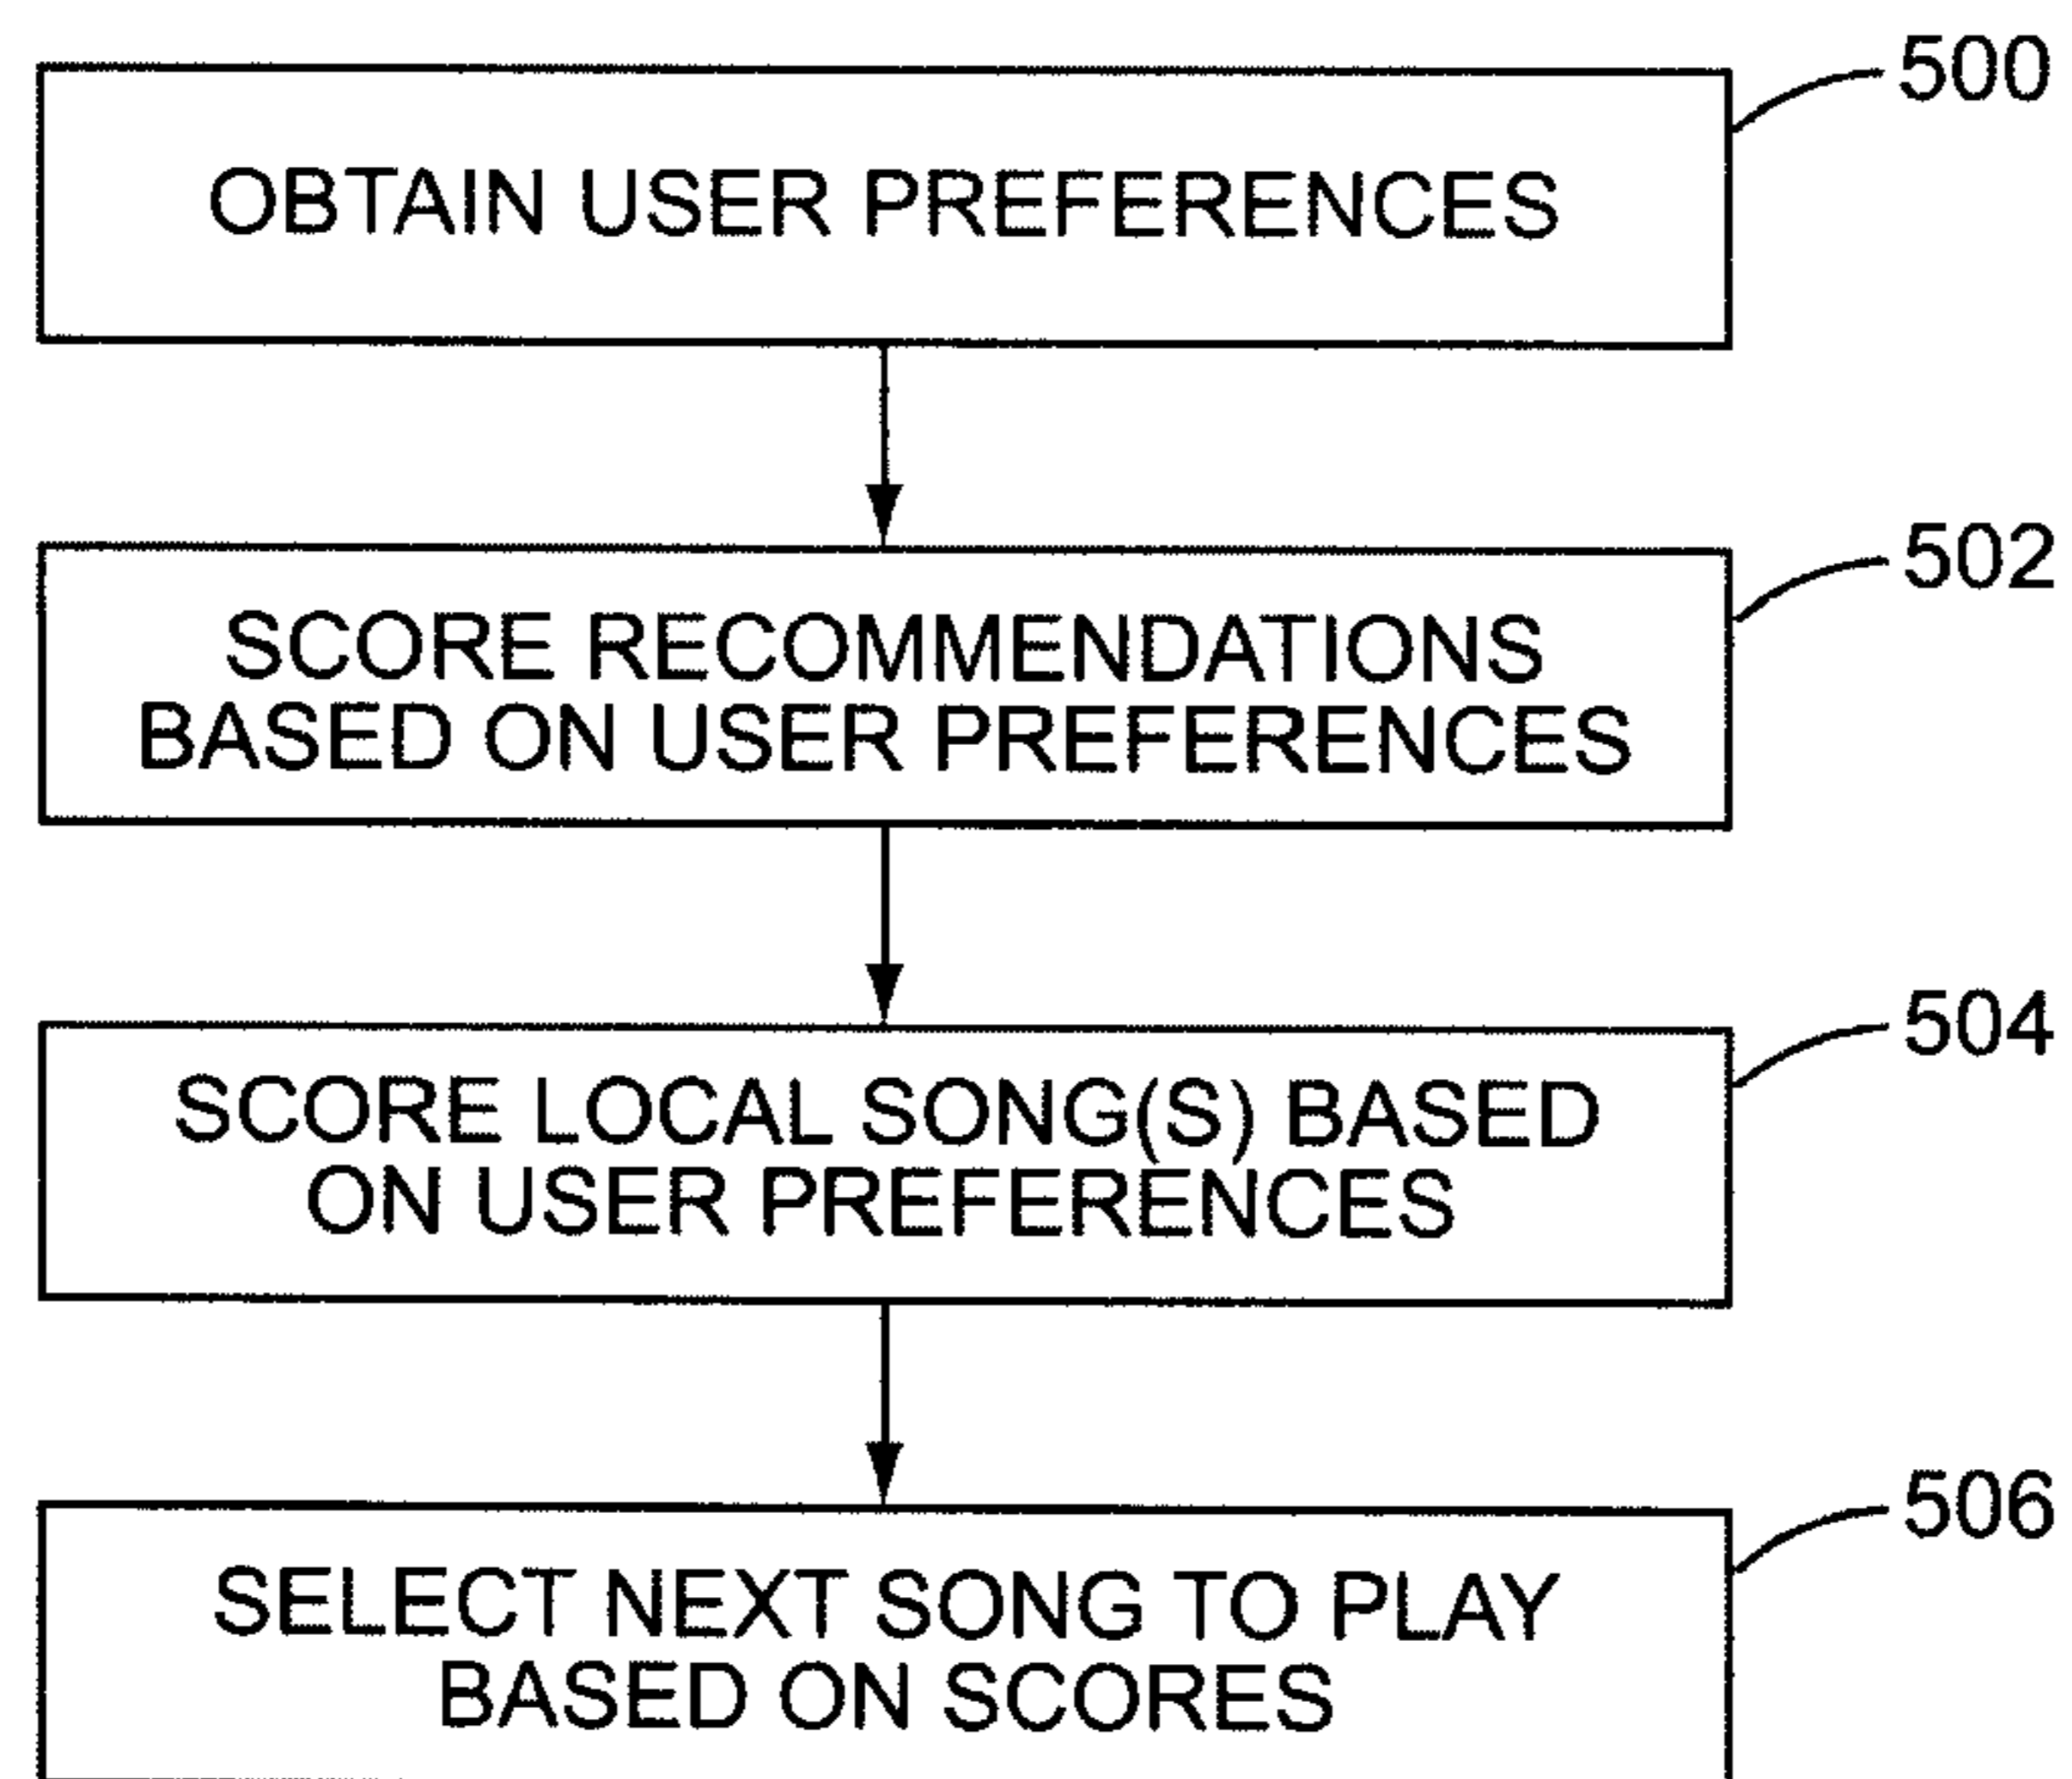 500
OBTAIN USER PREFERENCES
502
SCORE RECOMMENDATIONS
BASED ON USER PREFERENCES
504
SCORE LOCAL SONG(S) BASED
ON USER PREFERENCES
506
SELECT NEXT SONG TO PLAY
BASED ON SCORES